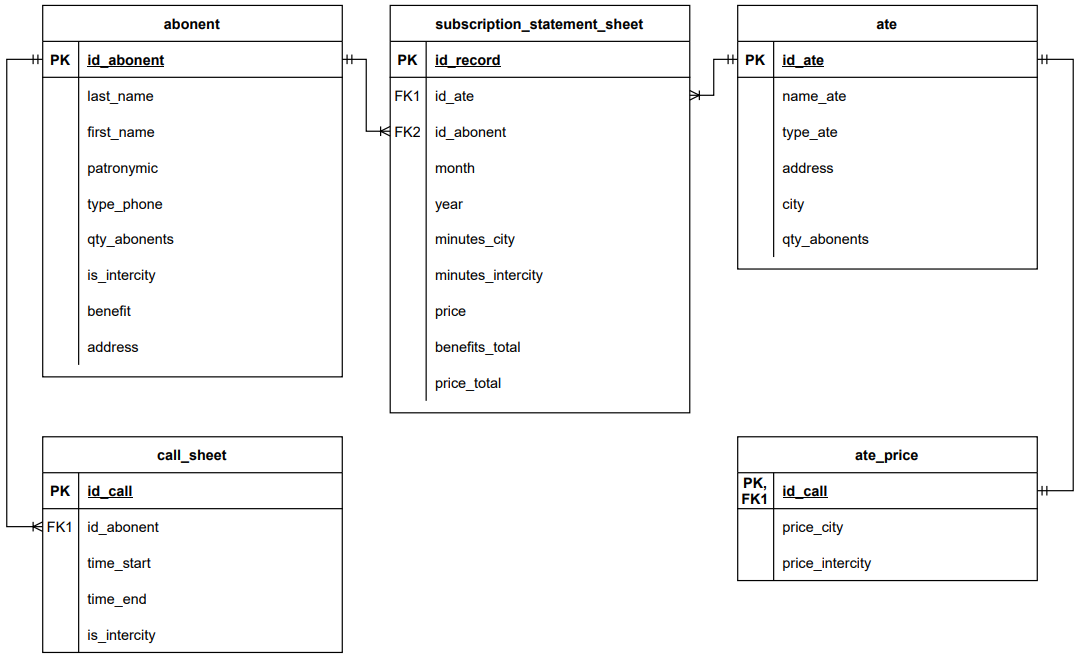 abonent
PK id_abonent
last_name
first_name
patronymic
type_phone
qty_abonents
is_intercity
benefit
address
subscription_statement_sheet
PK id_record
FK1 id_ate
FK2 id_abonent
month
year
minutes_city
minutes_intercity
price
benefits_total
price_total
ate
PK id_ate
name_ate
type_ate
address
city
qty_abonents
call_sheet
PK id_call
FK1 id_abonent
time_start
time_end
is_intercity
ate_price
PK,
FK1 id_call
price_city
price_intercity